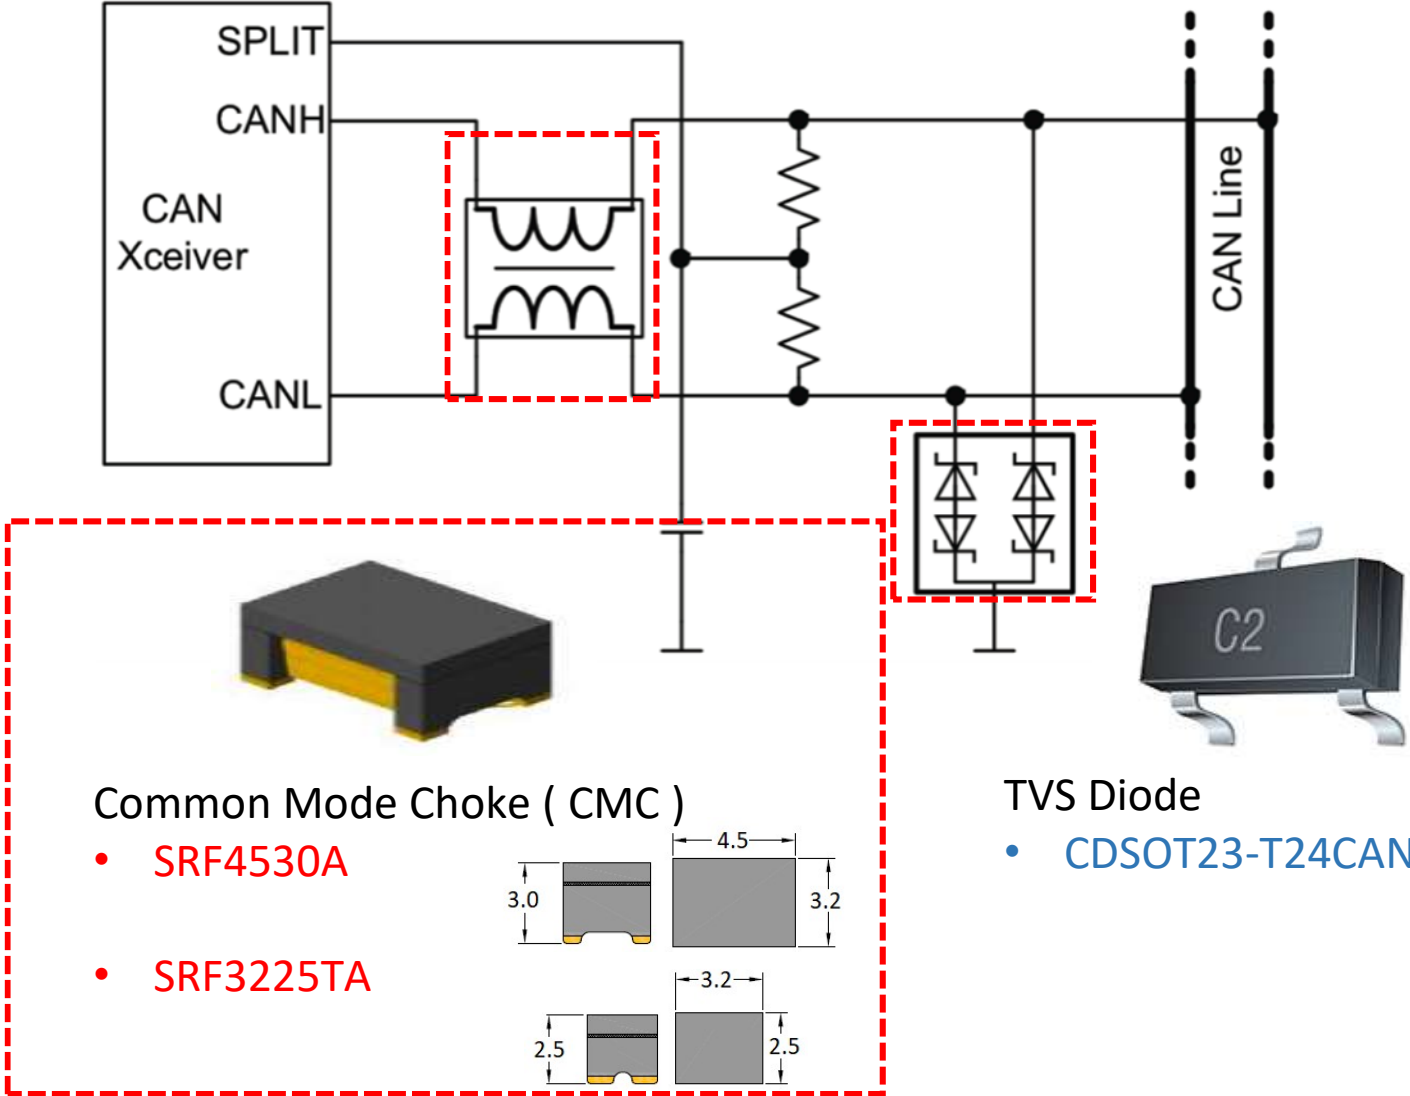 SPLIT
CANH
CAN
Xceiver
CANL
CAN Line
C2
Common Mode Choke ( CMC )
• SRF4530A
4.5
3.0
3.2
• SRF3225TA
3.2
2.5
2.5
TVS Diode
• CDSOT23-T24CAN